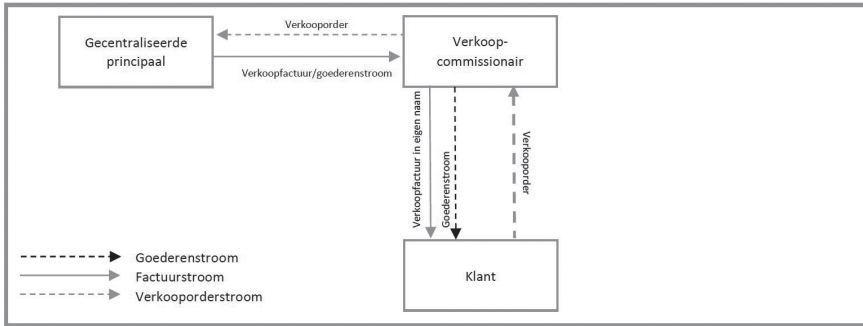 Verkooporder
Gecentraliseerde
principaal
Verkoop-
commissionair
Verkoopfactuur/goederenstroom
Verkoopfactuur in eigen naam
Goederenstroom
Verkooporder
Klant
Goederenstroom
Factuurstroom
Verkooporderstroom